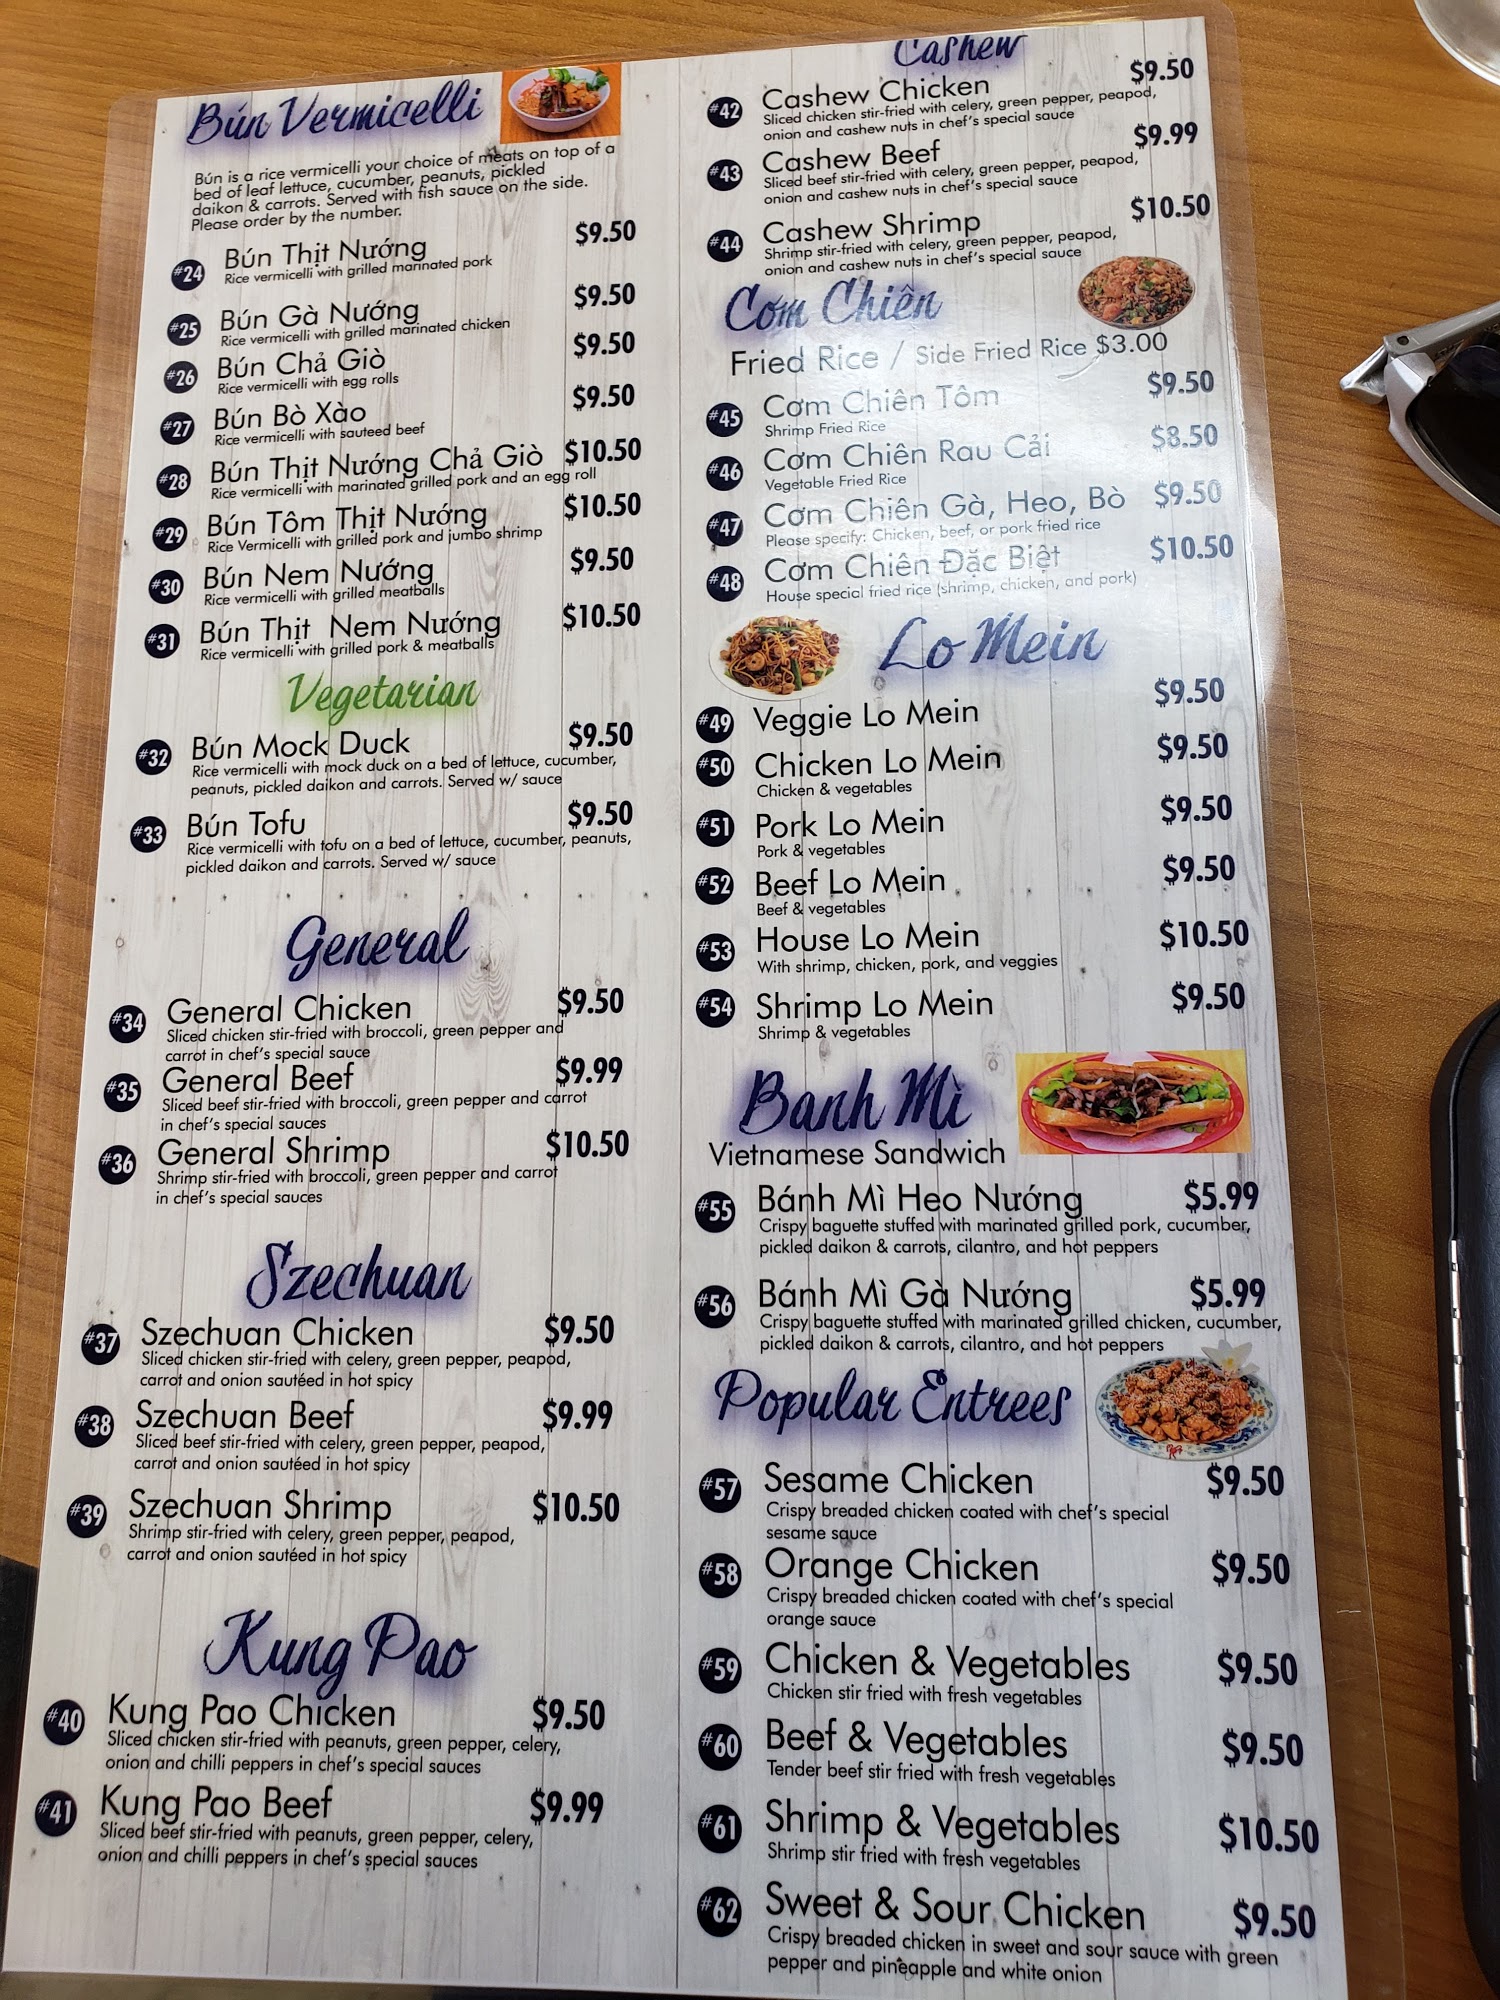 Bún Vermicelli
Bún is a rice vermicelli your choice of meats on top of a
bed of leaf lettuce, cucumber, peanuts, pickled
daikon & carrots. Served with fish sauce on the side.
Please order by the number.
#24 Bún Thịt Nướng $9.50
Rice vermicelli with grilled marinated pork
#25 Bún Gà Nướng $9.50
Rice vermicelli with grilled marinated chicken
#26 Bún Chả Giò $9.50
Rice vermicelli with egg rolls
#27 Bún Bò Xào $9.50
Rice vermicelli with sauteed beef
#28 Bún Thịt Nướng Chả Giò $10.50
Rice vermicelli with marinated grilled pork and an egg roll
#29 Bún Tôm Thịt Nướng $10.50
Rice Vermicelli with grilled pork and jumbo shrimp
#30 Bún Nem Nướng $9.50
Rice vermicelli with grilled meatballs
#31 Bún Thịt Nem Nướng $10.50
Rice vermicelli with grilled pork & meatballs
Vegetarian
#32 Bún Mock Duck $9.50
Rice vermicelli with mock duck on a bed of lettuce, cucumber,
peanuts, pickled daikon and carrots. Served w/ sauce
#33 Bún Tofu $9.50
Rice vermicelli with tofu on a bed of lettuce, cucumber, peanuts,
pickled daikon and carrots. Served w/ sauce
General
#34 General Chicken $9.50
Sliced chicken stir-fried with broccoli, green pepper and
carrot in chef's special sauce
#35 General Beef $9.99
Sliced beef stir-fried with broccoli, green pepper and carrot
in chef's special sauces
#36 General Shrimp $10.50
Shrimp stir-fried with broccoli, green pepper and carrot
in chef's special sauces
Szechuan
#37 Szechuan Chicken $9.50
Sliced chicken stir-fried with celery, green pepper, peapod,
carrot and onion sautéed in hot spicy
#38 Szechuan Beef $9.99
Sliced beef stir-fried with celery, green pepper, peapod,
carrot and onion sautéed in hot spicy
#39 Szechuan Shrimp $10.50
Shrimp stir-fried with celery, green pepper, peapod,
carrot and onion sautéed in hot spicy
Kung Pao
#40 Kung Pao Chicken $9.50
Sliced chicken stir-fried with peanuts, green pepper, celery,
onion and chilli peppers in chef's special sauces
#41 Kung Pao Beef $9.99
Sliced beef stir-fried with peanuts, green pepper, celery,
onion and chilli peppers in chef's special sauces
Cashew
#42 Cashew Chicken $9.50
Sliced chicken stir-fried with celery, green pepper, peapod,
onion and cashew nuts in chef's special sauce
#43 Cashew Beef $9.99
Sliced beef stir-fried with celery, green pepper, peapod,
onion and cashew nuts in chef's special sauce
#44 Cashew Shrimp $10.50
Shrimp stir-fried with celery, green pepper, peapod,
onion and cashew nuts in chef's special sauce
Cơm Chiên
Fried Rice / Side Fried Rice $3.00
#45 Cơm Chiên Tôm $9.50
Shrimp Fried Rice
#46 Cơm Chiên Rau Cải $8.50
Vegetable Fried Rice
#47 Cơm Chiên Gà, Heo, Bò $9.50
Please specify: Chicken, beef, or pork fried rice
#48 Cơm Chiên Đặc Biệt $10.50
House special fried rice (shrimp, chicken, and pork)
Lo Mein
#49 Veggie Lo Mein $9.50
#50 Chicken Lo Mein $9.50
Chicken & vegetables
#51 Pork Lo Mein $9.50
Pork & vegetables
#52 Beef Lo Mein $9.50
Beef & vegetables
#53 House Lo Mein $10.50
With shrimp, chicken, pork, and veggies
#54 Shrimp Lo Mein $9.50
Shrimp & vegetables
Banh Mì
Vietnamese Sandwich
#55 Bánh Mì Heo Nướng $5.99
Crispy baguette stuffed with marinated grilled pork, cucumber,
pickled daikon & carrots, cilantro, and hot peppers
#56 Bánh Mì Gà Nướng $5.99
Crispy baguette stuffed with marinated grilled chicken, cucumber,
pickled daikon & carrots, cilantro, and hot peppers
Popular Entrees
#57 Sesame Chicken $9.50
Crispy breaded chicken coated with chef's special
sesame sauce
#58 Orange Chicken $9.50
Crispy breaded chicken coated with chef's special
orange sauce
#59 Chicken & Vegetables $9.50
Chicken stir fried with fresh vegetables
#60 Beef & Vegetables $9.50
Tender beef stir fried with fresh vegetables
#61 Shrimp & Vegetables $10.50
Shrimp stir fried with fresh vegetables
#62 Sweet & Sour Chicken $9.50
Crispy breaded chicken in sweet and sour sauce with green
pepper and pineapple and white onion